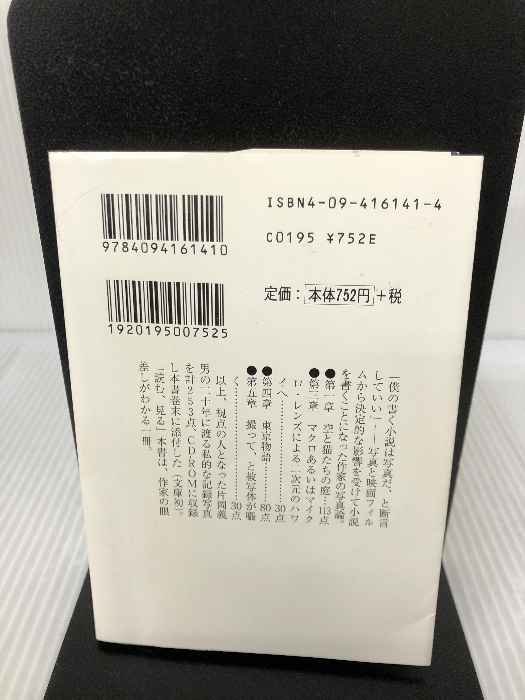 ISBN4-09-416141-4
C0195 ¥752E
9784094161410
定価：本体752円＋税
1920195007525
「僕の書く小説は写真だ、と断言
していい」――写真と映画フィル
ムから決定的な影響を受けて小説
を書くことになった作家の写真論。
●第一章　空と猫たちの庭…113点
●第三章　マクロあるいはマイク
ロ・レンズによる二次元のハワ
イへ……………………30点
●第四章　東京物語…………80点
●第五章　撮って、と被写体が囁
く………………………30点
以上、視点の人となった片岡義
男の二十年に渡る私的な記録写真
を計253点、CD-ROMに収録
し本書巻末に添付した（文庫初）。
「読む、見る」本書は、作家の眼
差しがわかる一冊。